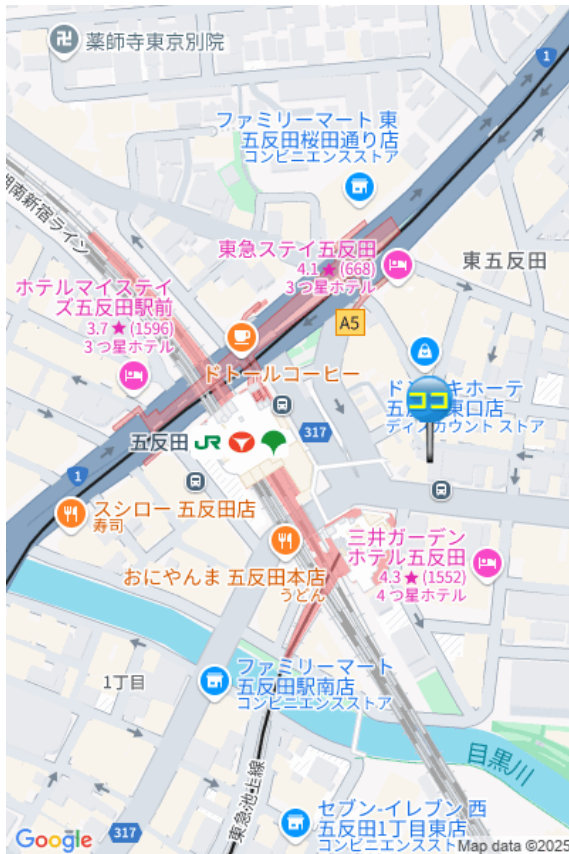 薬師寺東京別院
1
ファミリーマート 東
五反田桜田通り店
コンビニエンスストア
湘南新宿ライン
東急ステイ五反田
4.1★(668)
3つ星ホテル
東五反田
ホテルマイステイ
ズ五反田駅前
3.7★(1596)
3つ星ホテル
A5
ドトールコーヒー
ココ
五反田 JR
317
1
スシロー 五反田店
寿司
三井ガーデン
ホテル五反田
4.3★(1552)
4つ星ホテル
おにやんま 五反田本店
うどん
1丁目
ファミリーマート
五反田駅南店
コンビニエンスストア
目黒川
東急池上線
セブン-イレブン 西
五反田1丁目東店
コンビニエンスストア
317
Google
Map data ©2025